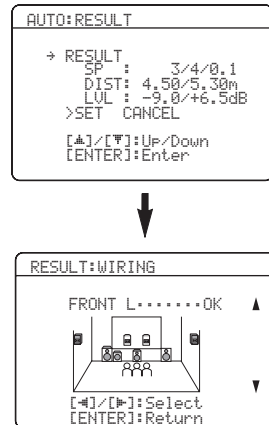 AUTO:RESULT
→ RESULT
SP : 3/4/0.1
DIST: 4.50/5.30m
LVL : -9.0/+6.5dB
>SET CANCEL
[▲]/[▼]:Up/Down
[ENTER]:Enter
RESULT:WIRING
FRONT L·······OK
[◄]/[►]:Select
[ENTER]:Return